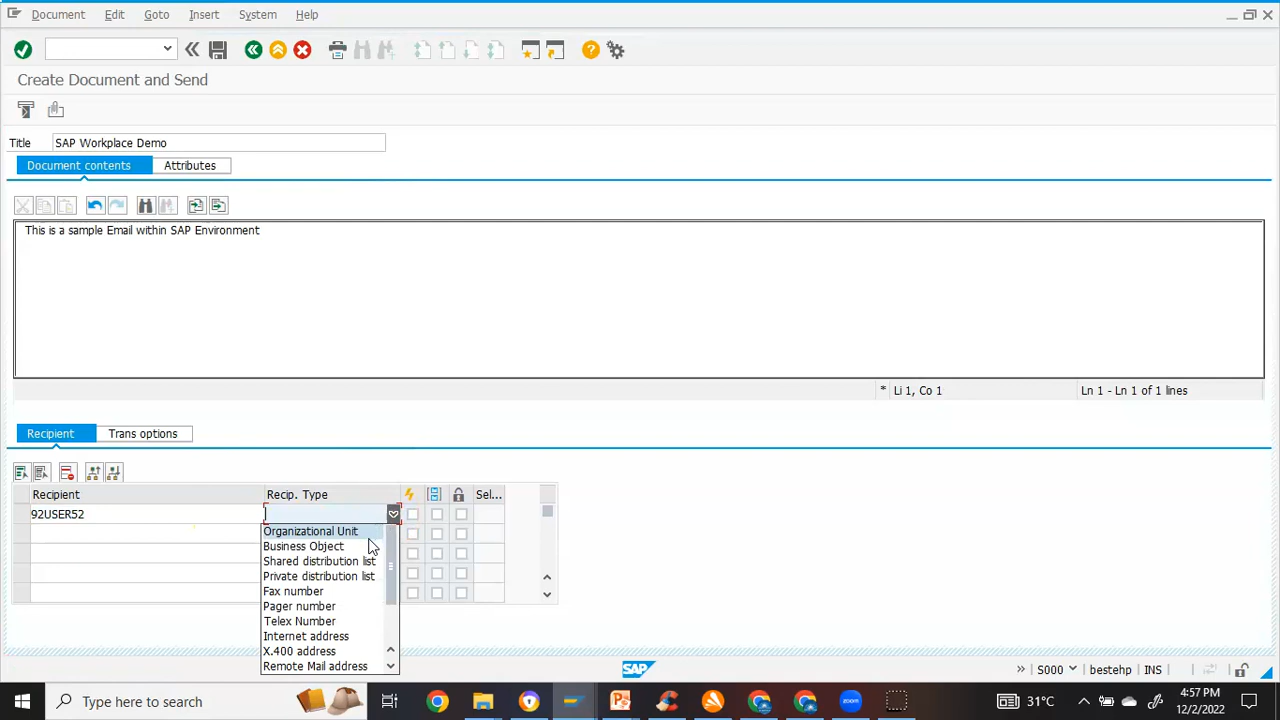 Document Edit Goto Insert System Help
Create Document and Send
Title SAP Workplace Demo
Document contents Attributes
This is a sample Email within SAP Environment
* Li 1, Co 1 Ln 1 - Ln 1 of 1 lines
Recipient Trans options
Recipient Recip. Type Sel...
92USER52
Organizational Unit
Business Object
Shared distribution list
Private distribution list
Fax number
Pager number
Telex Number
Internet address
X.400 address
Remote Mail address
SAP » S000 bestehp INS
Type here to search zoom 31°C 4:57 PM
12/2/2022